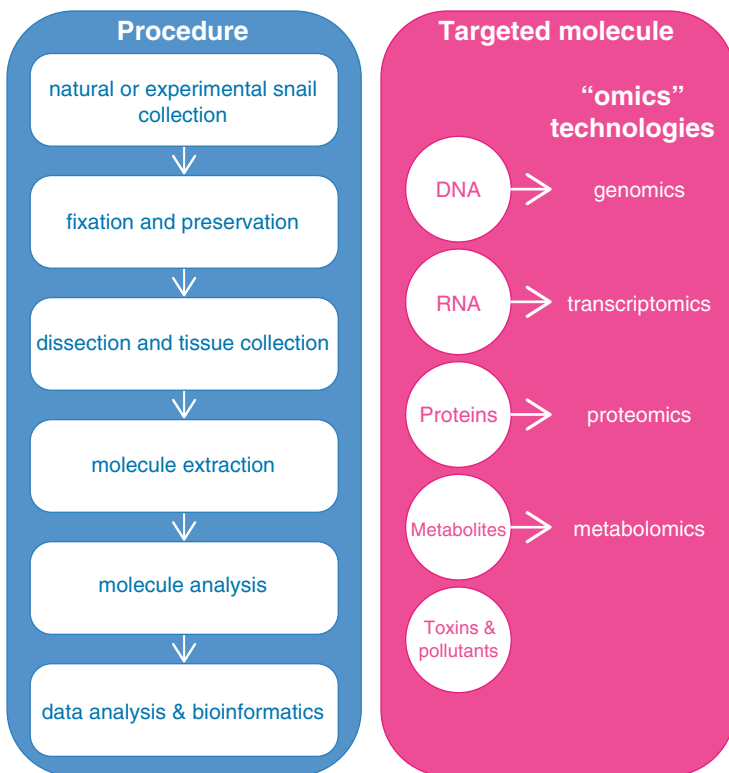 Procedure
natural or experimental snail
collection
fixation and preservation
dissection and tissue collection
molecule extraction
molecule analysis
data analysis & bioinformatics
Targeted molecule
“omics”
technologies
DNA
genomics
RNA
transcriptomics
Proteins
proteomics
Metabolites
metabolomics
Toxins &
pollutants